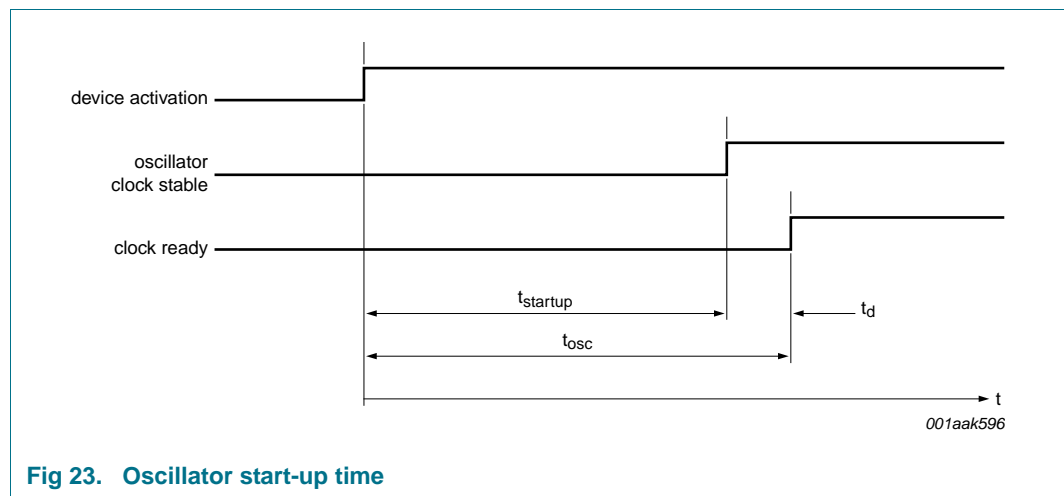 device activation
oscillator
clock stable
clock ready
tstartup
td
tosc
t
001aak596
Fig 23. Oscillator start-up time